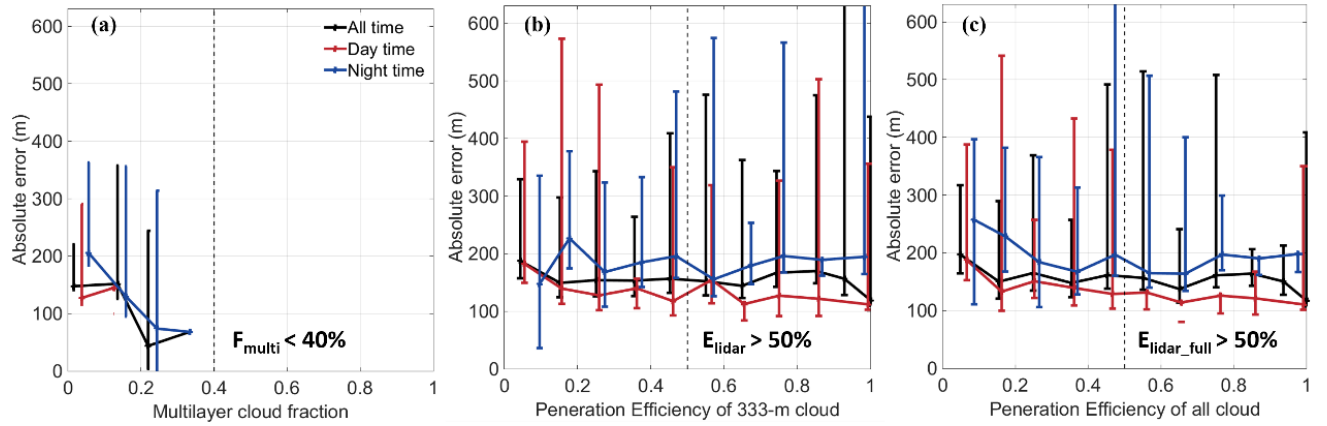 (a)
All time
Day time
Night time
600
500
400
300
200
100
0
Absolute error (m)
F_multi < 40%
0 0.2 0.4 0.6 0.8 1
Multilayer cloud fraction
(b)
600
500
400
300
200
100
0
Absolute error (m)
E_lidar > 50%
0 0.2 0.4 0.6 0.8 1
Peneration Efficiency of 333-m cloud
(c)
600
500
400
300
200
100
0
Absolute error (m)
E_lidar_full > 50%
0 0.2 0.4 0.6 0.8 1
Peneration Efficiency of all cloud